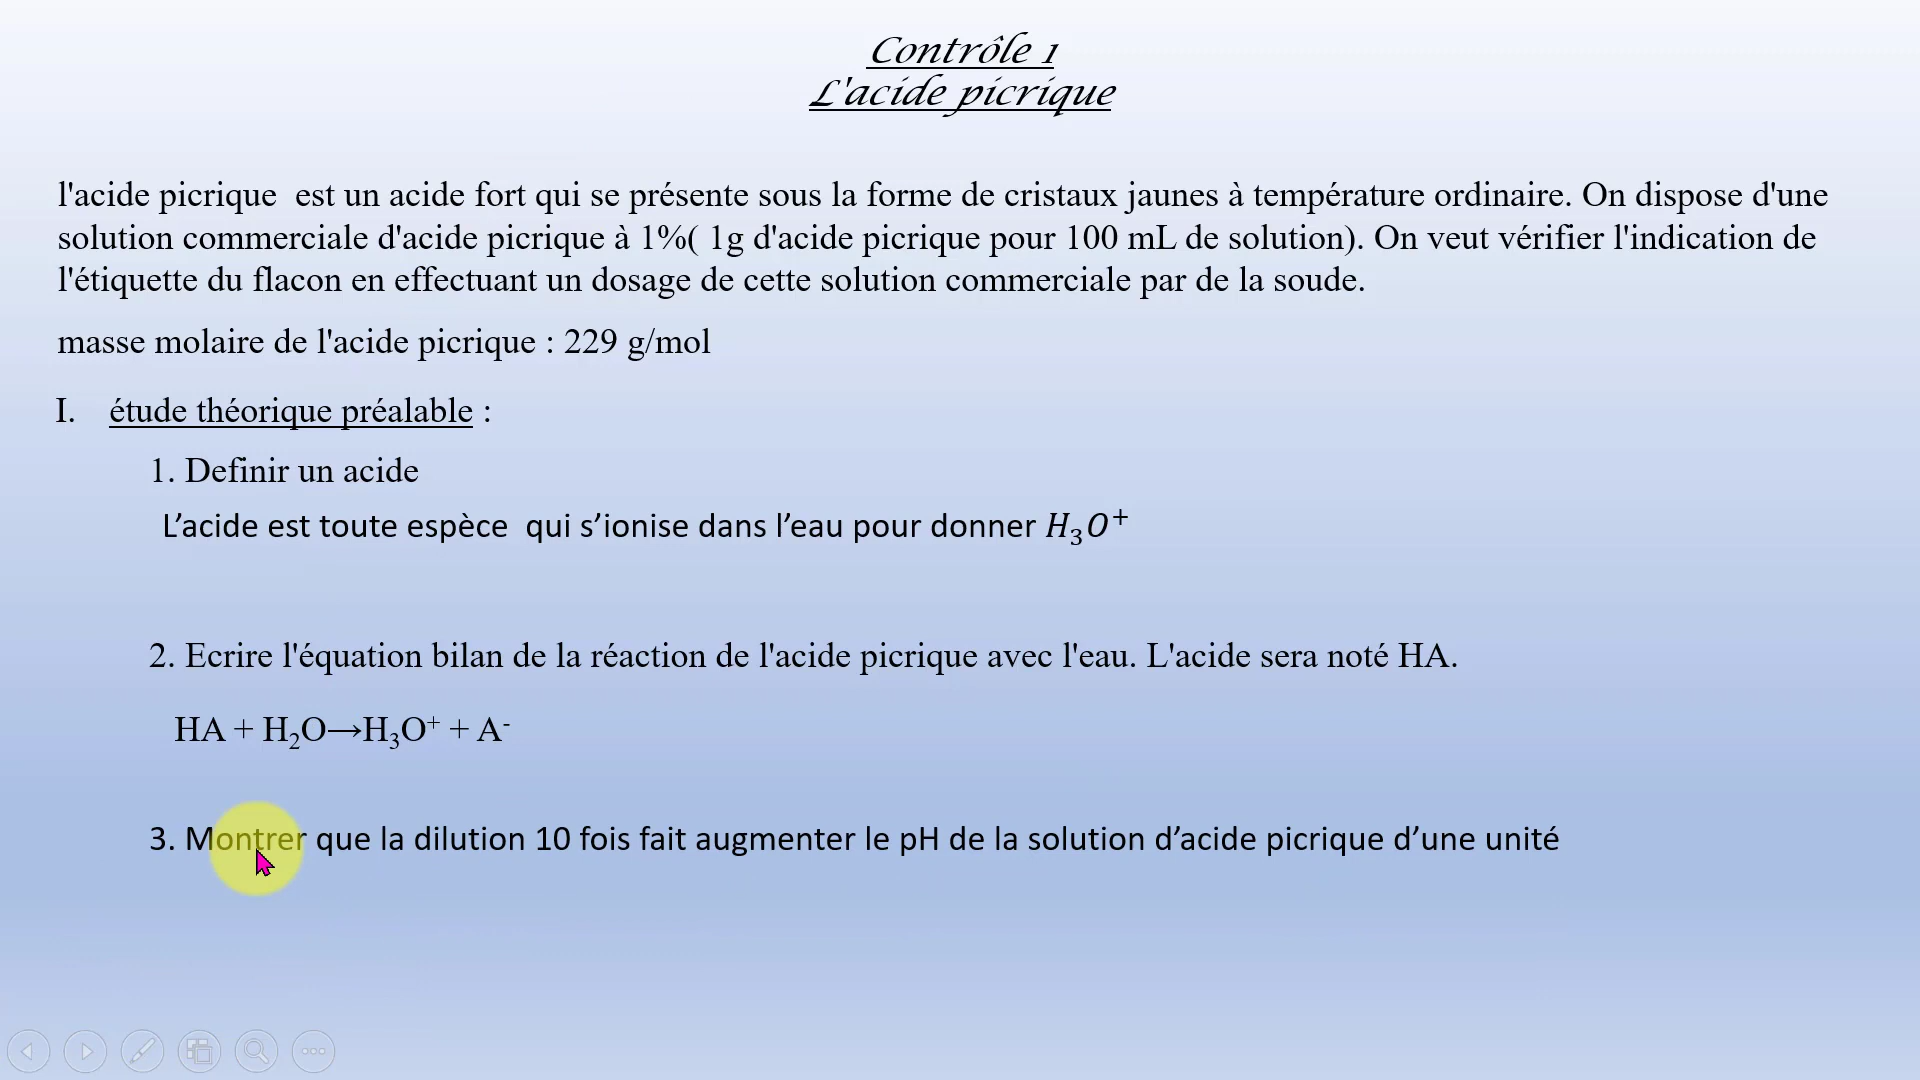 Contrôle 1
L'acide picrique
l'acide picrique  est un acide fort qui se présente sous la forme de cristaux jaunes à température ordinaire. On dispose d'une
solution commerciale d'acide picrique à 1%( 1g d'acide picrique pour 100 mL de solution). On veut vérifier l'indication de
l'étiquette du flacon en effectuant un dosage de cette solution commerciale par de la soude.
masse molaire de l'acide picrique : 229 g/mol
I. étude théorique préalable :
1. Definir un acide
L’acide est toute espèce  qui s’ionise dans l’eau pour donner H₃O⁺
2. Ecrire l'équation bilan de la réaction de l'acide picrique avec l'eau. L'acide sera noté HA.
HA + H₂O→H₃O⁺ + A⁻
3. Montrer que la dilution 10 fois fait augmenter le pH de la solution d’acide picrique d’une unité